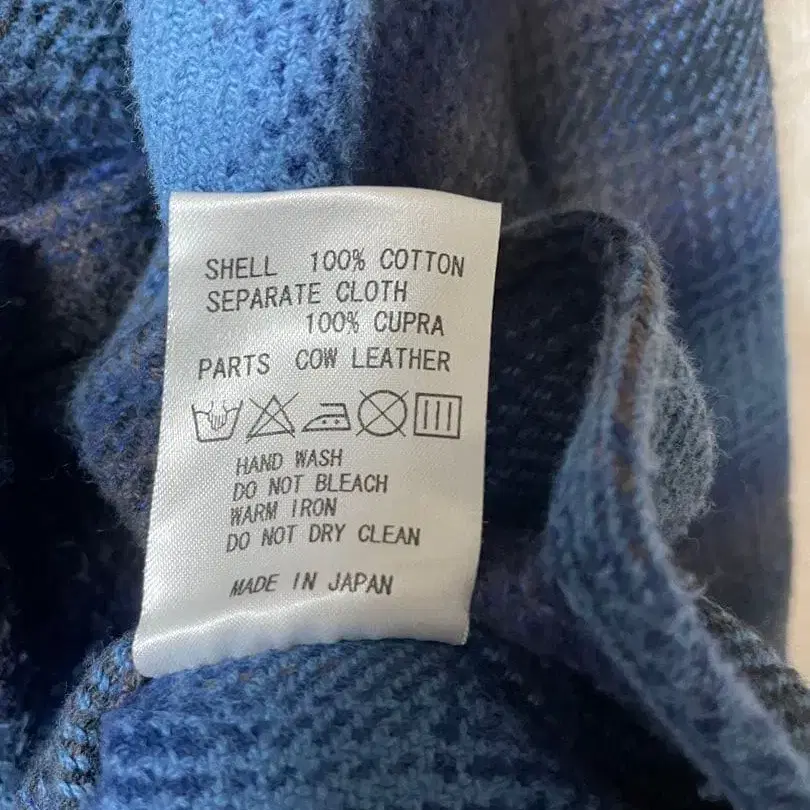 SHELL 100% COTTON
SEPARATE CLOTH
100% CUPRA
PARTS COW LEATHER
HAND WASH
DO NOT BLEACH
WARM IRON
DO NOT DRY CLEAN
MADE IN JAPAN